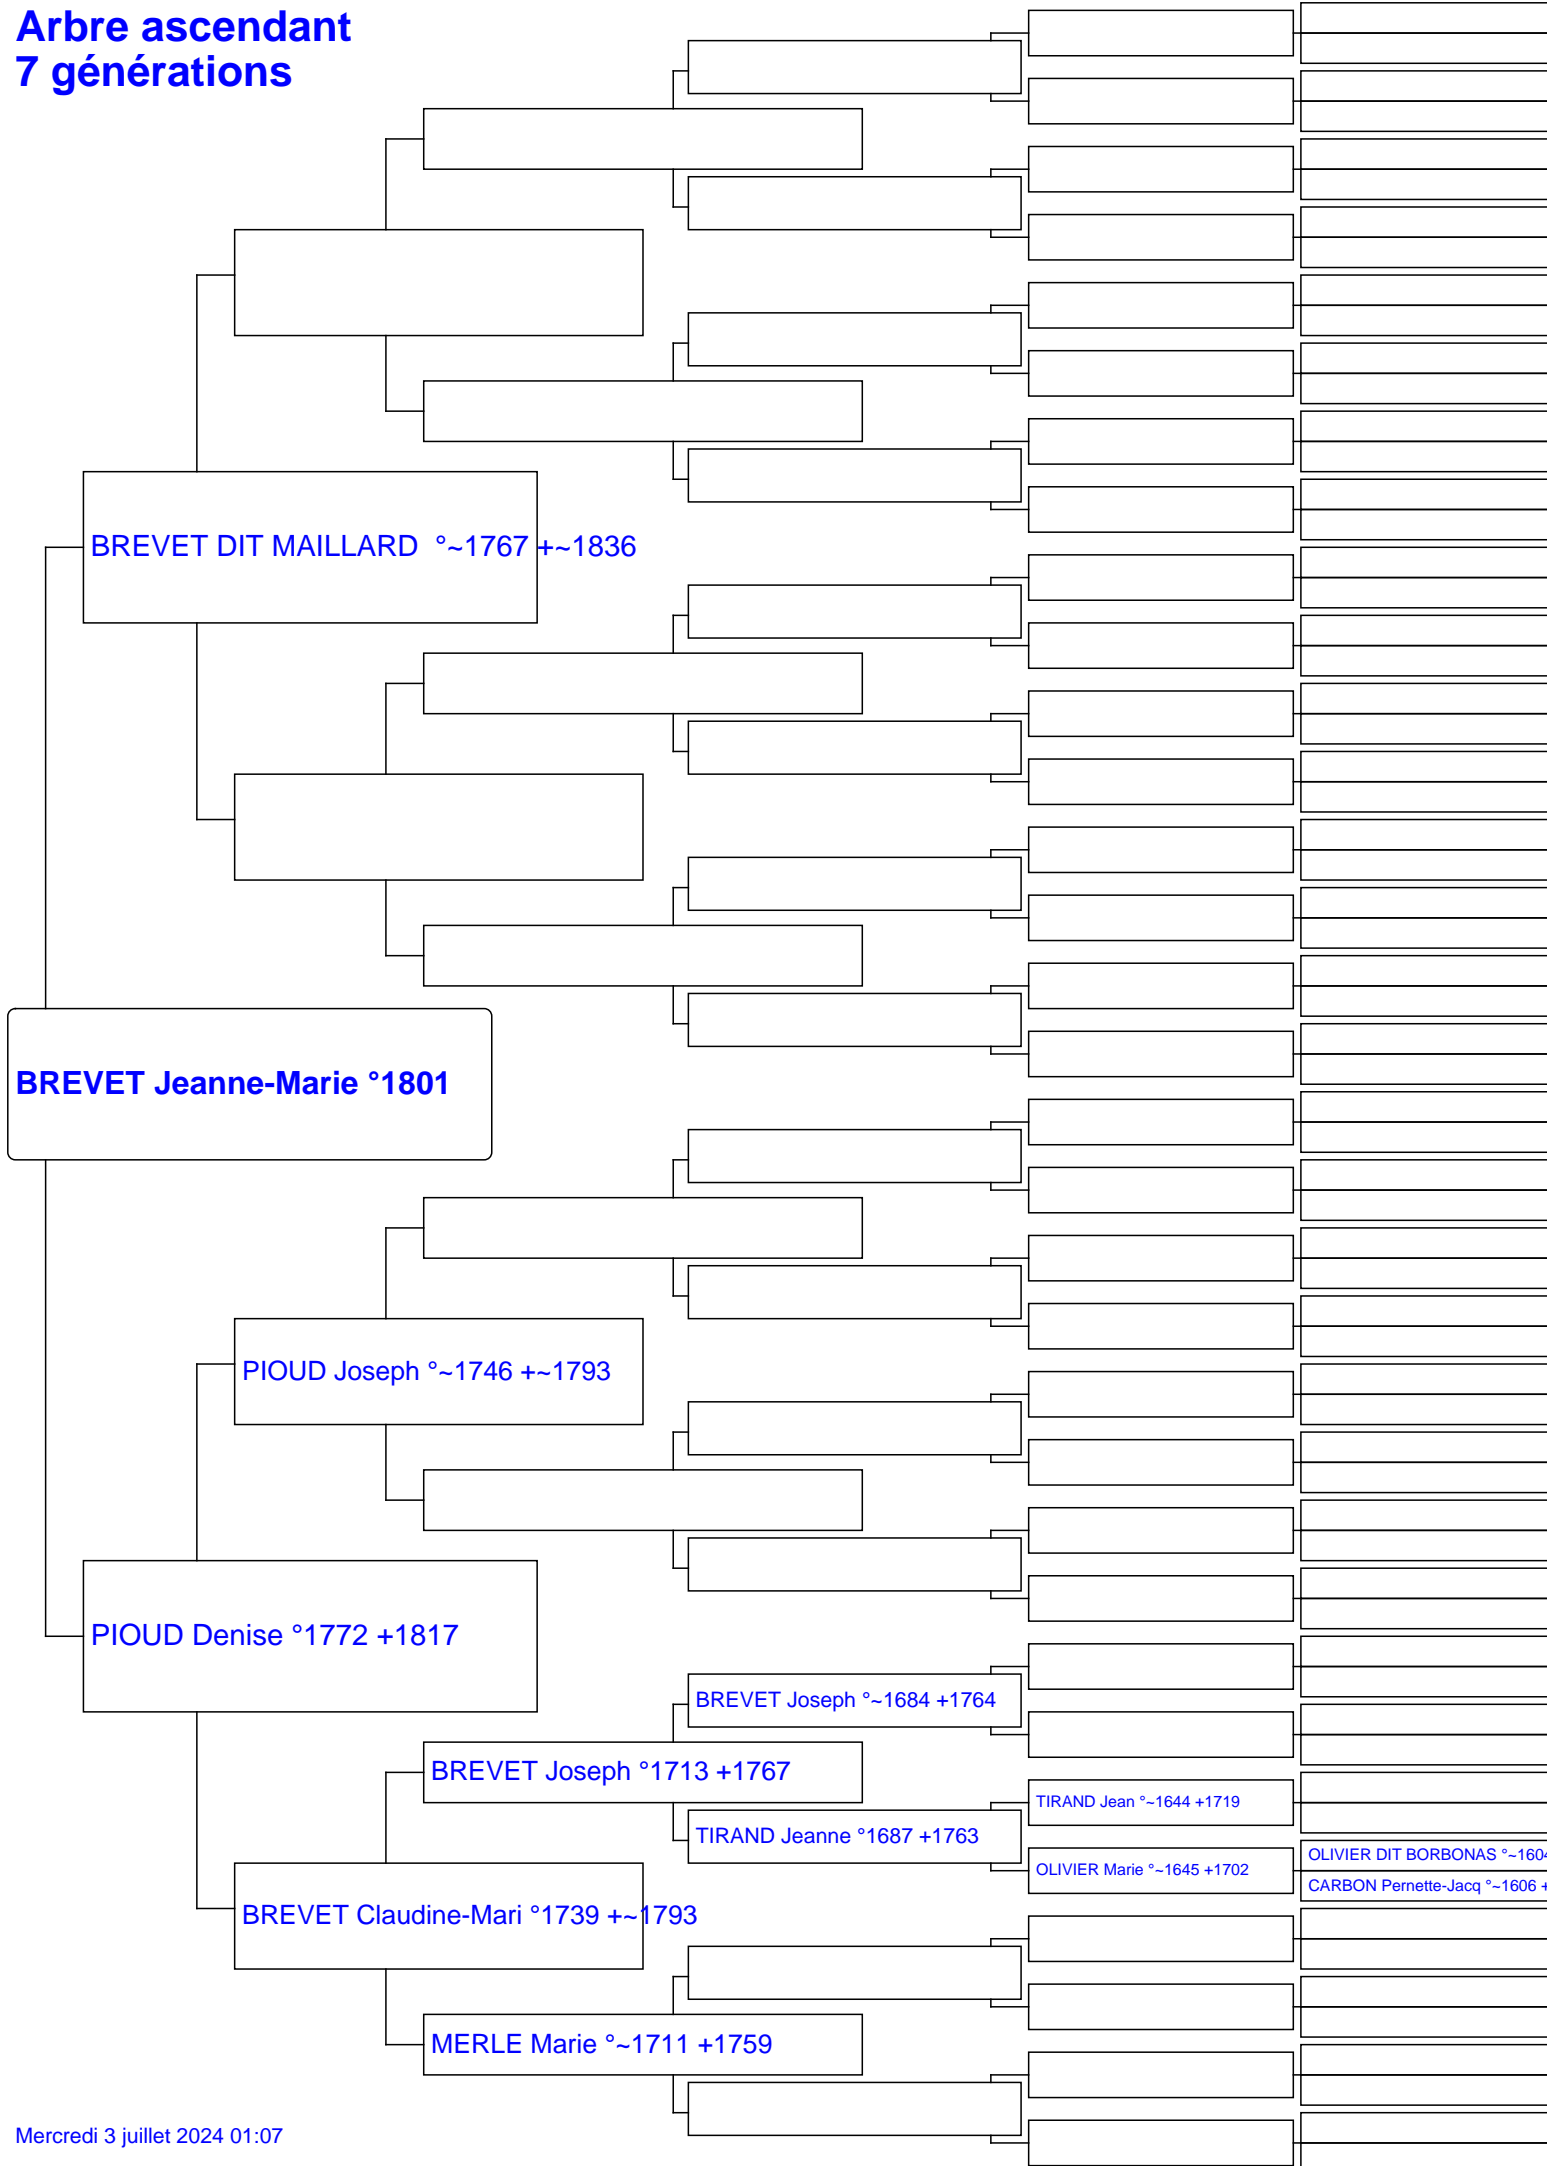 Arbre ascendant
7 générations
BREVET DIT MAILLARD °~1767 +~1836
BREVET Jeanne-Marie °1801
PIOUD Joseph °~1746 +~1793
PIOUD Denise °1772 +1817
BREVET Joseph °~1684 +1764
BREVET Joseph °1713 +1767
TIRAND Jean °~1644 +1719
TIRAND Jeanne °1687 +1763
OLIVIER DIT BORBONAS °~1604
OLIVIER Marie °~1645 +1702
CARBON Pernette-Jacq °~1606 +
BREVET Claudine-Mari °1739 +~1793
MERLE Marie °~1711 +1759
Mercredi 3 juillet 2024 01:07